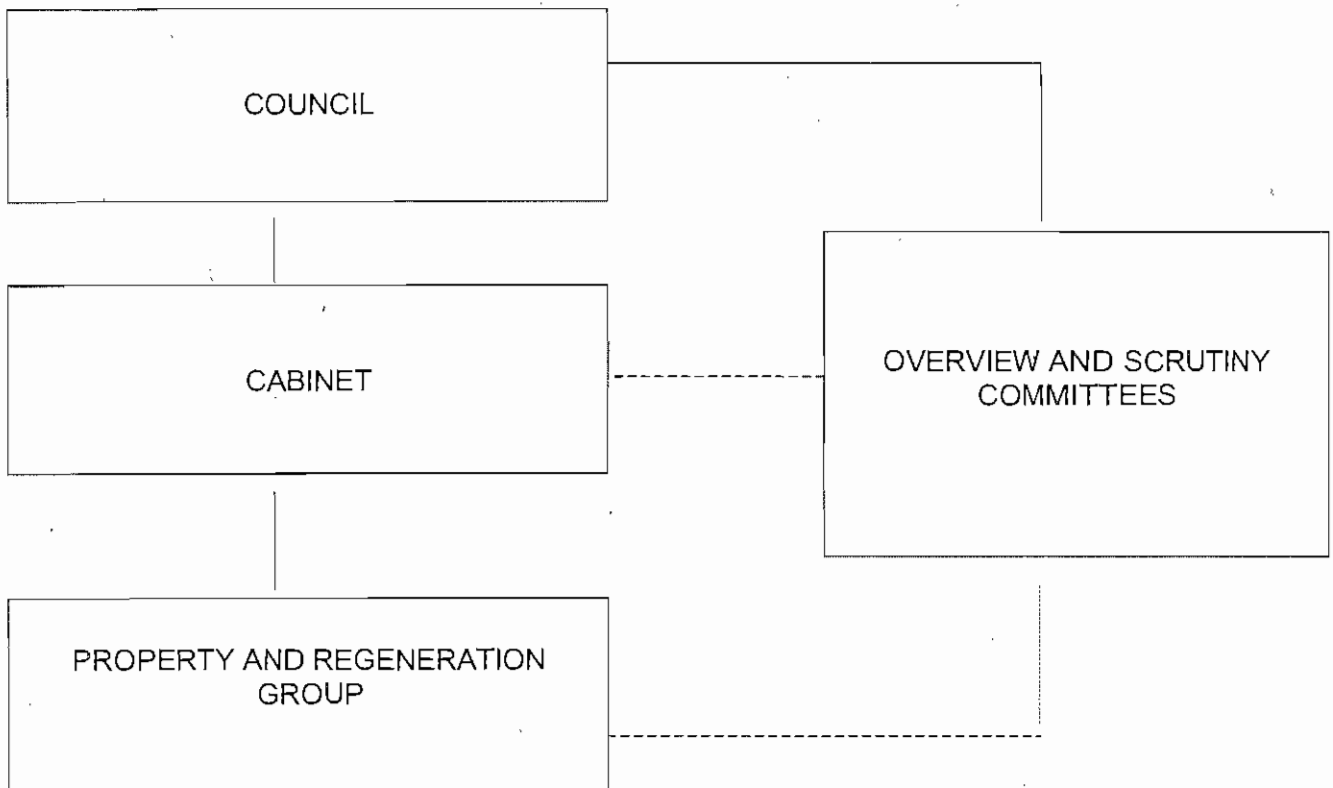 COUNCIL
CABINET
OVERVIEW AND SCRUTINY
COMMITTEES
PROPERTY AND REGENERATION
GROUP